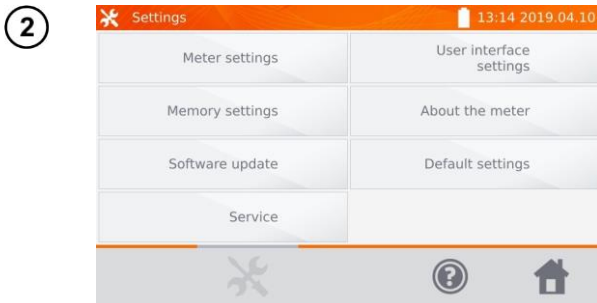 2
Settings
13:14 2019.04.10
Meter settings
User interface
settings
Memory settings
About the meter
Software update
Default settings
Service
?